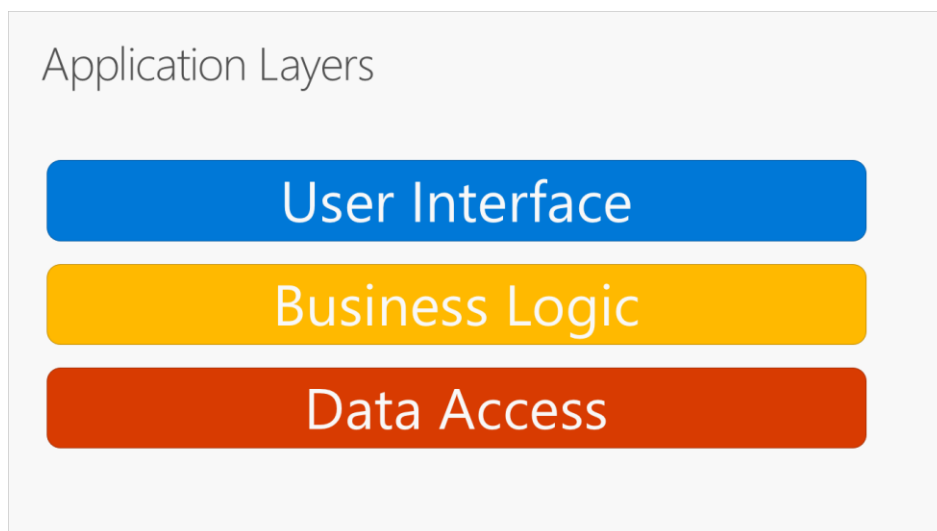 Application Layers
User Interface
Business Logic
Data Access